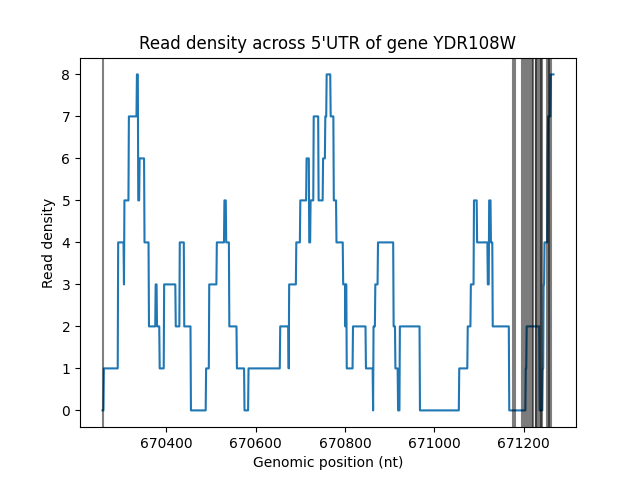 Read density across 5'UTR of gene YDR108W
8
7
6
5
4
3
2
1
0
Read density
670400 670600 670800 671000 671200
Genomic position (nt)